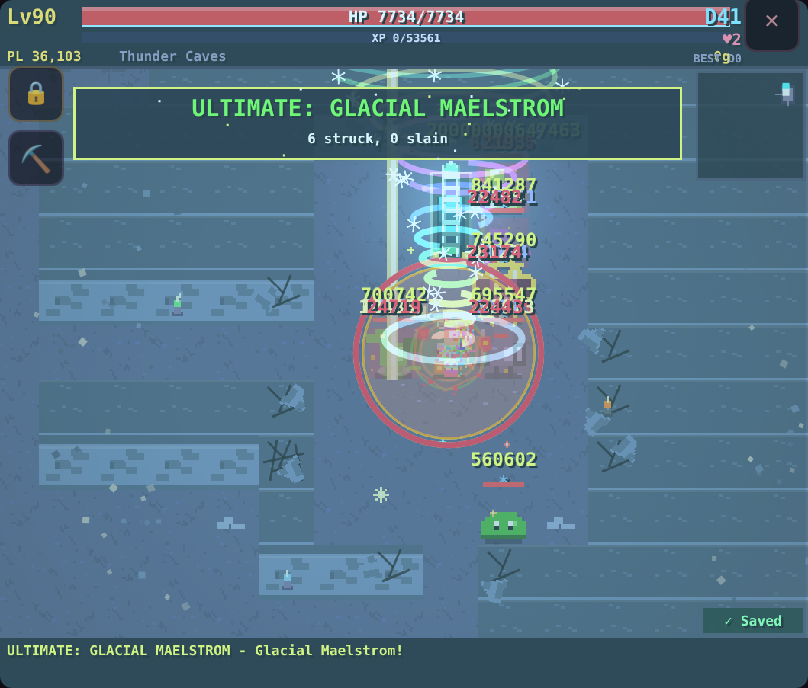 Lv90
HP 7734/7734
D41
XP 0/53561
♥2
PL 36,103
Thunder Caves
ULTIMATE: GLACIAL MAELSTROM
6 struck, 0 slain
841287
745290
23174
700742
695547
560602
✓ Saved
ULTIMATE: GLACIAL MAELSTROM - Glacial Maelstrom!